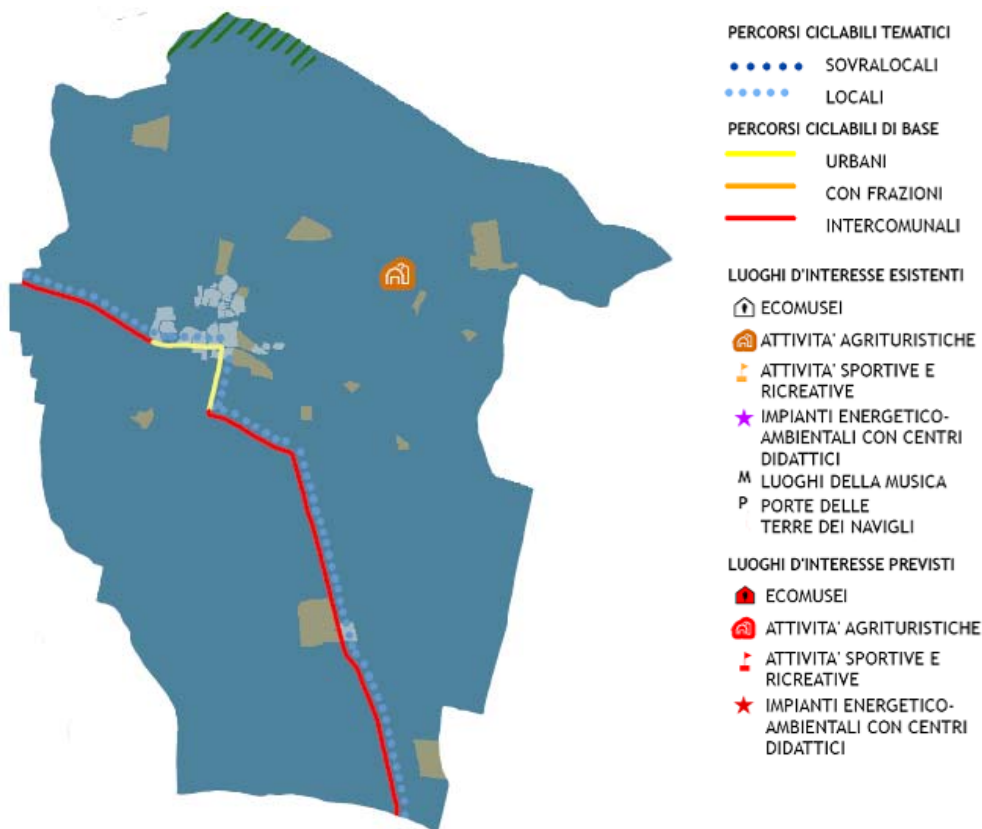 PERCORSI CICLABILI TEMATICI
SOVRALOCALI
LOCALI
PERCORSI CICLABILI DI BASE
URBANI
CON FRAZIONI
INTERCOMUNALI
LUOGHI D'INTERESSE ESISTENTI
ECOMUSEI
ATTIVITA' AGRITURISTICHE
ATTIVITA' SPORTIVE E
RICREATIVE
IMPIANTI ENERGETICO-
AMBIENTALI CON CENTRI
DIDATTICI
M LUOGHI DELLA MUSICA
P PORTE DELLE
TERRE DEI NAVIGLI
LUOGHI D'INTERESSE PREVISTI
ECOMUSEI
ATTIVITA' AGRITURISTICHE
ATTIVITA' SPORTIVE E
RICREATIVE
IMPIANTI ENERGETICO-
AMBIENTALI CON CENTRI
DIDATTICI